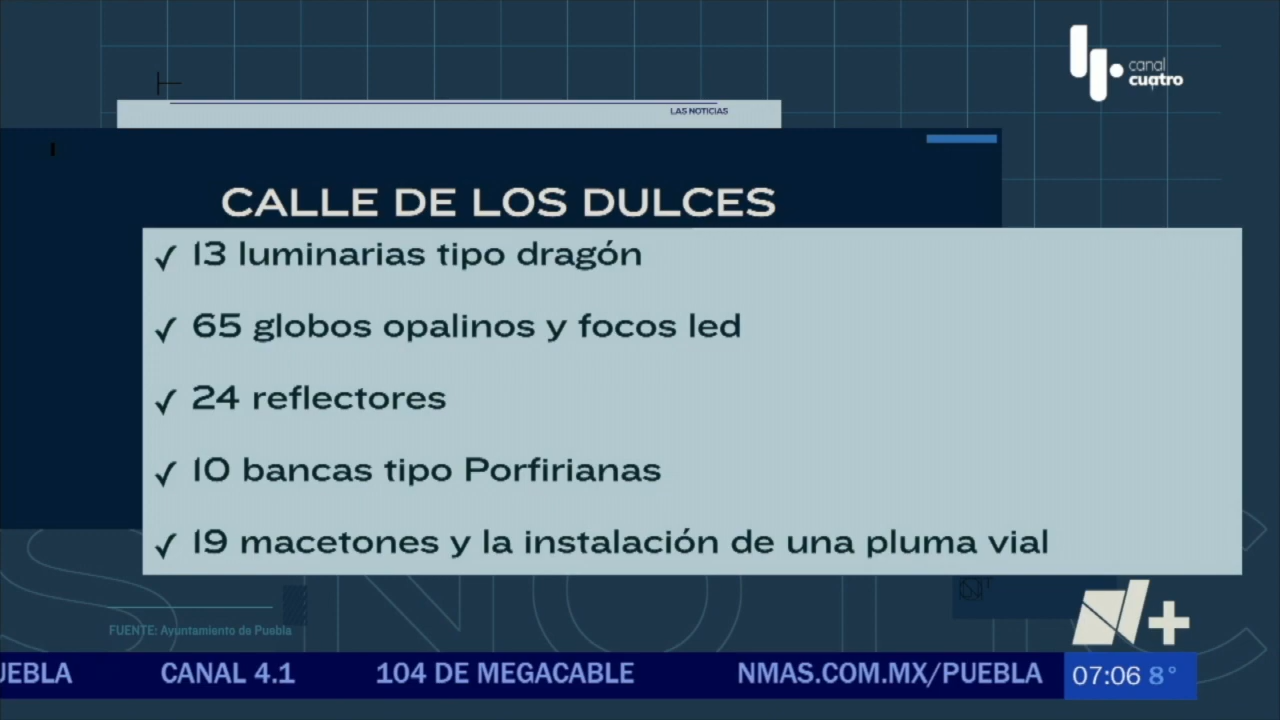 canal
cuatro
LAS NOTICIAS
CALLE DE LOS DULCES
✓ 13 luminarias tipo dragón
✓ 65 globos opalinos y focos led
✓ 24 reflectores
✓ 10 bancas tipo Porfirianas
✓ 19 macetones y la instalación de una pluma vial
FUENTE: Ayuntamiento de Puebla
N+
UEBLA CANAL 4.1 104 DE MEGACABLE NMAS.COM.MX/PUEBLA 07:06 8°